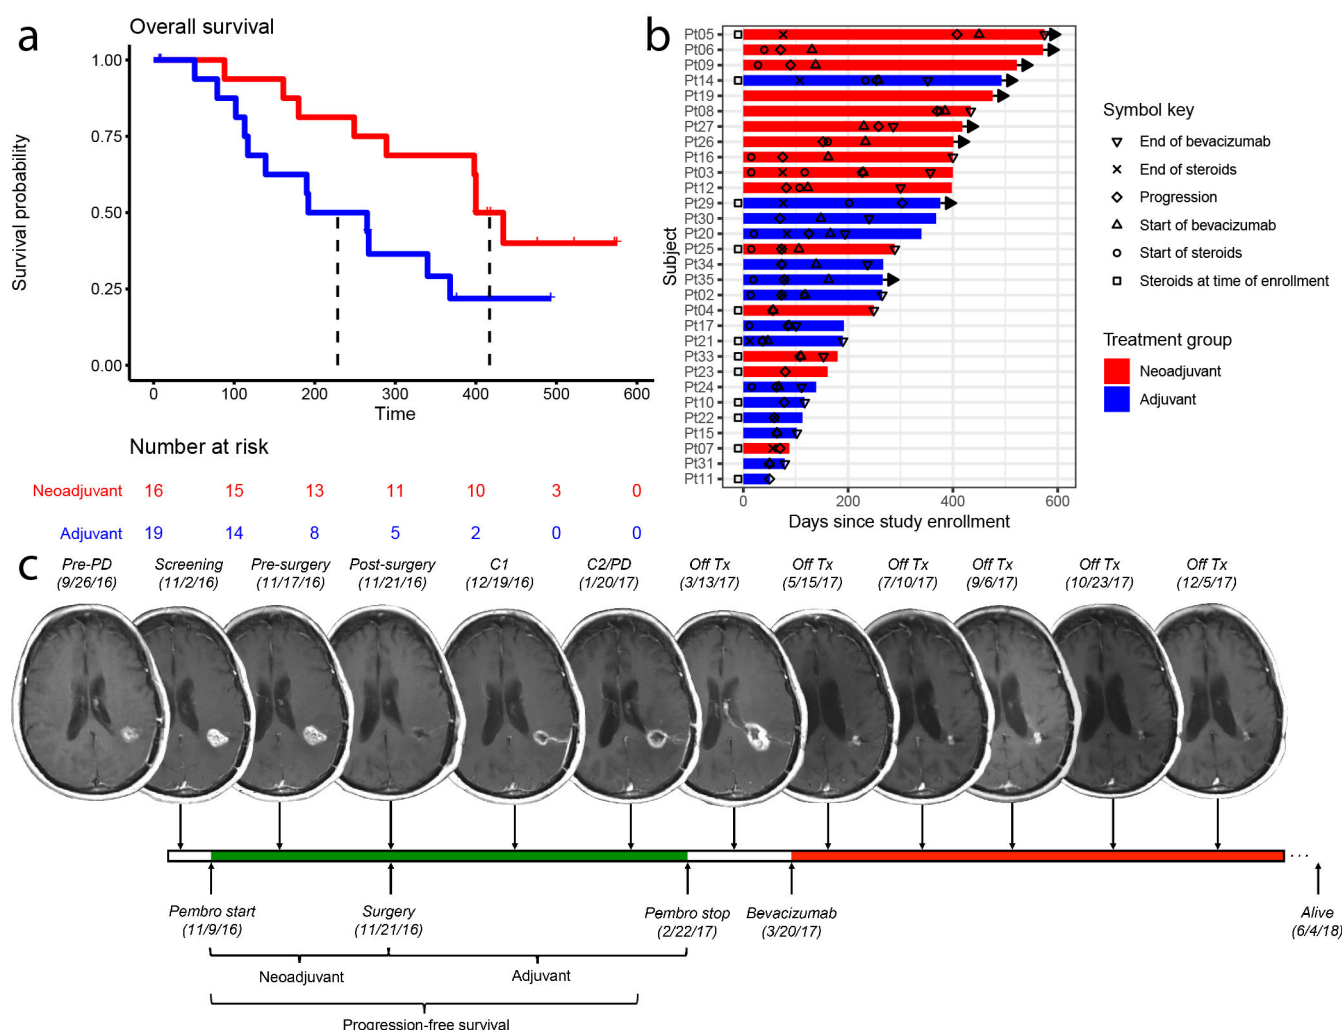 a
Overall survival
1.00
0.75
0.50
0.25
0.00
Survival probability
0 100 200 300 400 500 600
Time
Number at risk
Neoadjuvant 16 15 13 11 10 3 0
Adjuvant 19 14 8 5 2 0 0
b
Subject
Pt05
Pt06
Pt09
Pt14
Pt19
Pt08
Pt27
Pt26
Pt16
Pt03
Pt12
Pt29
Pt30
Pt20
Pt25
Pt34
Pt35
Pt02
Pt04
Pt17
Pt21
Pt33
Pt23
Pt24
Pt10
Pt22
Pt15
Pt07
Pt31
Pt11
0 200 400 600
Days since study enrollment
Symbol key
End of bevacizumab
End of steroids
Progression
Start of bevacizumab
Start of steroids
Steroids at time of enrollment
Treatment group
Neoadjuvant
Adjuvant
c
Pre-PD
(9/26/16)
Screening
(11/2/16)
Pre-surgery
(11/17/16)
Post-surgery
(11/21/16)
C1
(12/19/16)
C2/PD
(1/20/17)
Off Tx
(3/13/17)
Off Tx
(5/15/17)
Off Tx
(7/10/17)
Off Tx
(9/6/17)
Off Tx
(10/23/17)
Off Tx
(12/5/17)
...
Pembro start
(11/9/16)
Surgery
(11/21/16)
Pembro stop
(2/22/17)
Bevacizumab
(3/20/17)
Alive
(6/4/18)
Neoadjuvant
Adjuvant
Progression-free survival